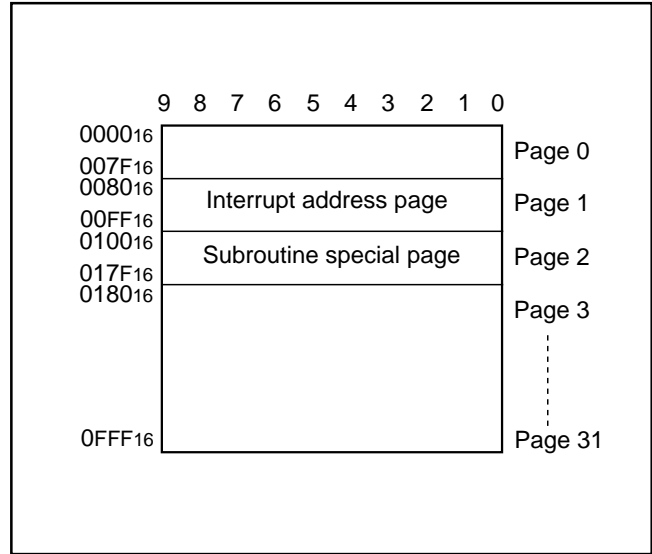 9 8 7 6 5 4 3 2 1 0
0000₁₆
Page 0
007F₁₆
0080₁₆
Interrupt address page
Page 1
00FF₁₆
0100₁₆
Subroutine special page
Page 2
017F₁₆
0180₁₆
Page 3
0FFF₁₆
Page 31